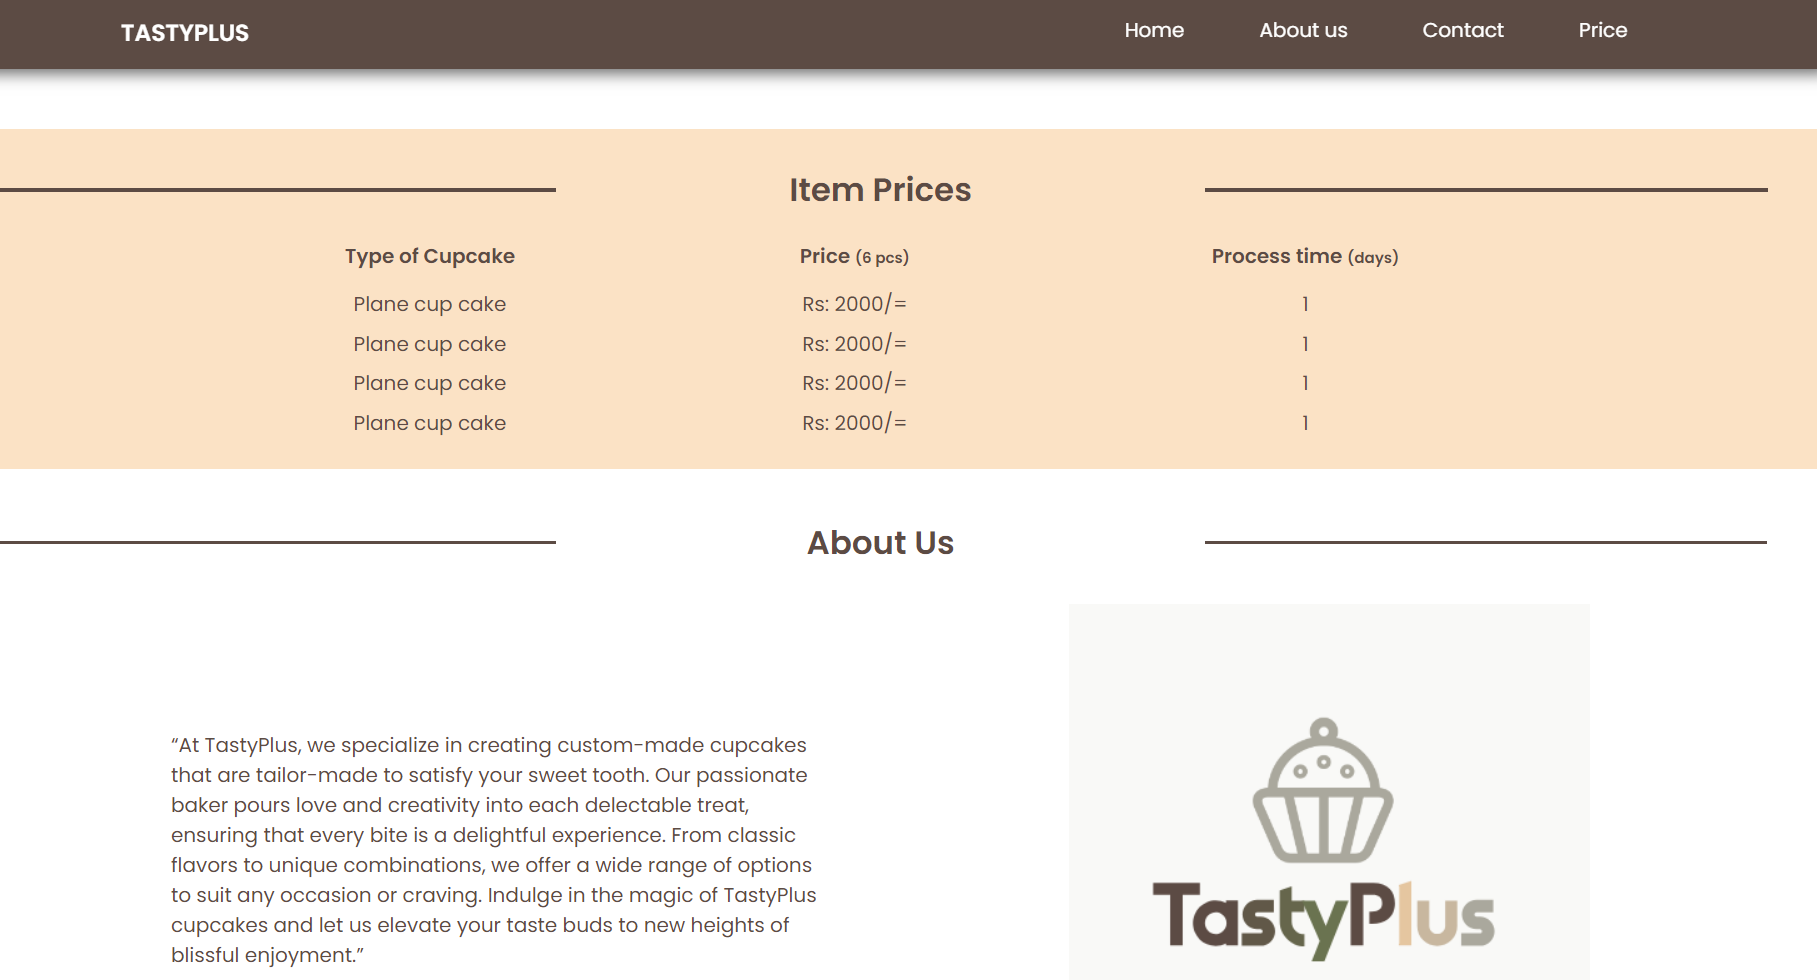 TASTYPLUS Home About us Contact Price
Item Prices
Type of Cupcake Price (6 pcs) Process time (days)
Plane cup cake Rs: 2000/= 1
Plane cup cake Rs: 2000/= 1
Plane cup cake Rs: 2000/= 1
Plane cup cake Rs: 2000/= 1
About Us
“At TastyPlus, we specialize in creating custom-made cupcakes
that are tailor-made to satisfy your sweet tooth. Our passionate
baker pours love and creativity into each delectable treat,
ensuring that every bite is a delightful experience. From classic
flavors to unique combinations, we offer a wide range of options
to suit any occasion or craving. Indulge in the magic of TastyPlus
cupcakes and let us elevate your taste buds to new heights of
blissful enjoyment.”
TastyPlus